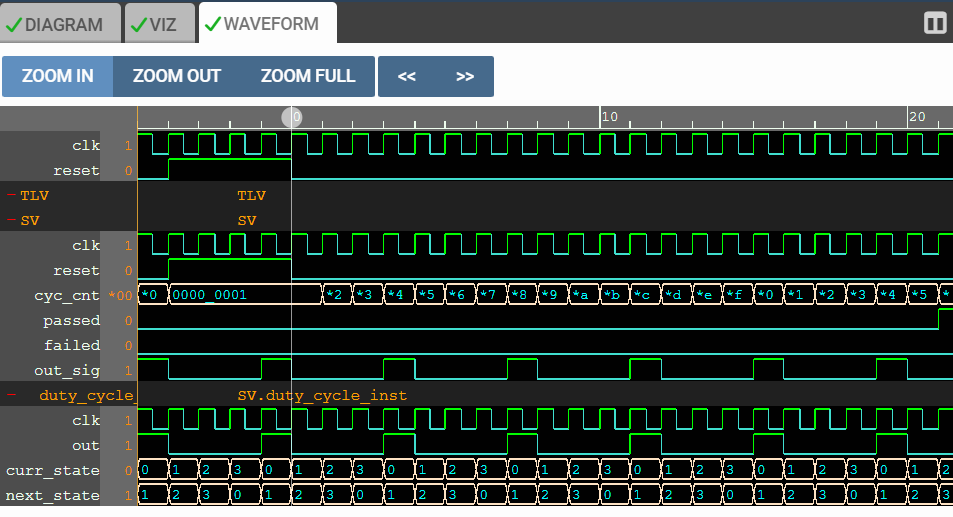 DIAGRAM VIZ WAVEFORM
ZOOM IN ZOOM OUT ZOOM FULL << >>
0 10 20
clk 1
reset 0
TLV TLV
SV SV
clk 1
reset 0
cyc_cnt *00 *0 0000_0001 *2 *3 *4 *5 *6 *7 *8 *9 *a *b *c *d *e *f *0 *1 *2 *3 *4 *5 *
passed 0
failed 0
out_sig 1
duty_cycle_ SV.duty_cycle_inst
clk 1
out 1
curr_state 0 0 1 2 3 0 1 2 3 0 1 2 3 0 1 2 3 0 1 2 3 0 1 2 3 0 1 2
next_state 1 1 2 3 0 1 2 3 0 1 2 3 0 1 2 3 0 1 2 3 0 1 2 3 0 1 2 3